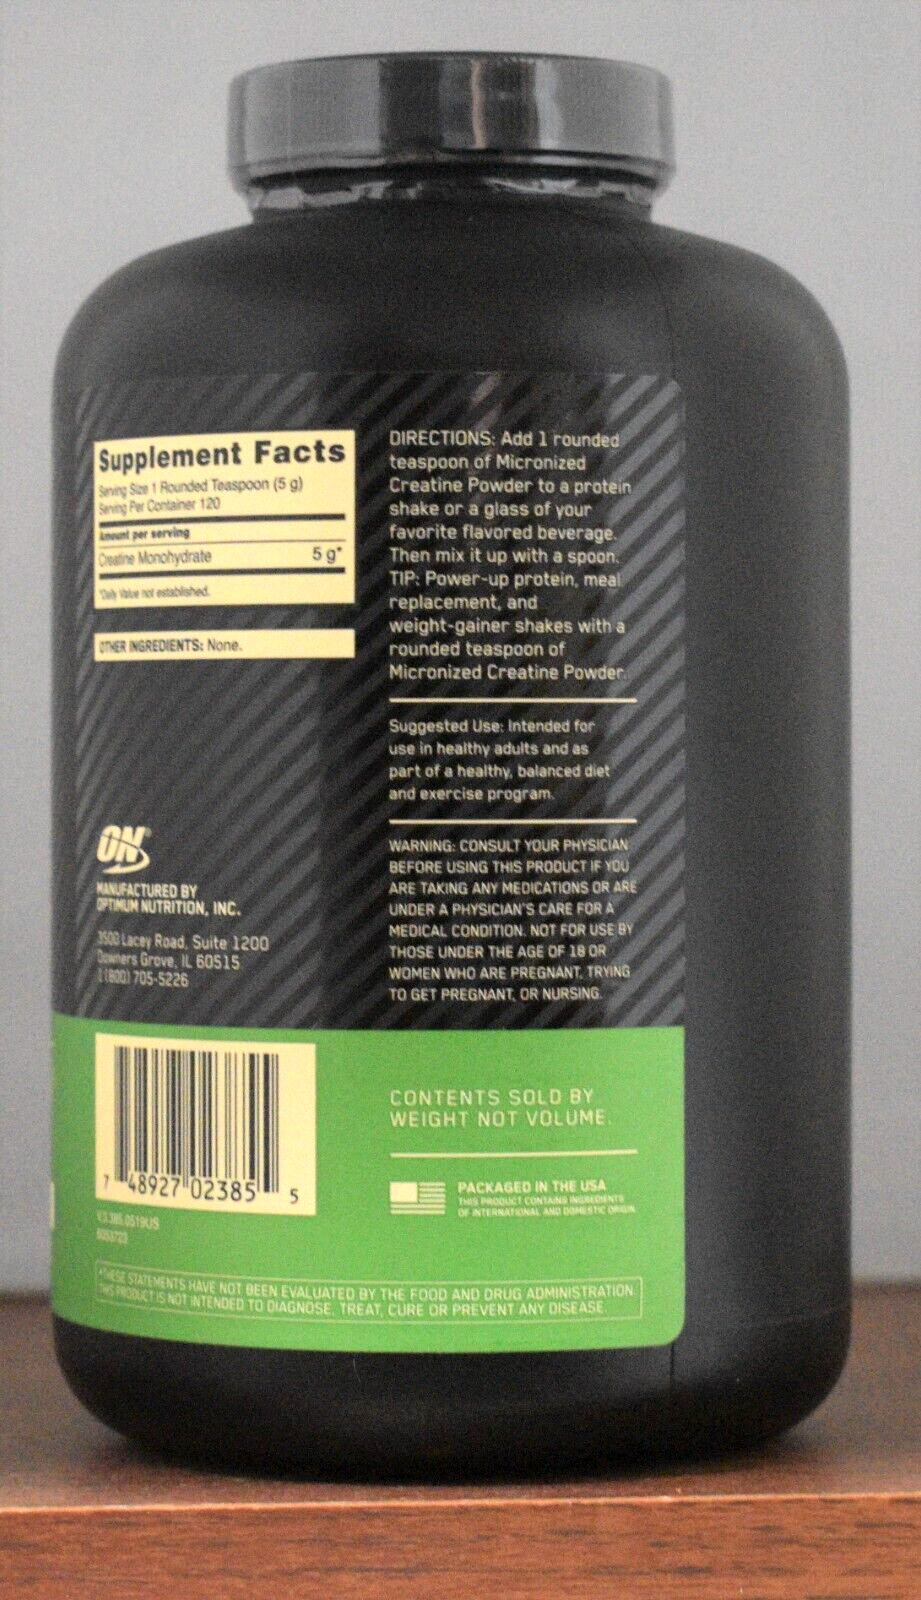 Supplement Facts
Serving Size 1 Rounded Teaspoon (5 g)
Serving Per Container 120
Amount per serving
Creatine Monohydrate 5 g*
*Daily Value not established.
OTHER INGREDIENTS: None.
ON®
MANUFACTURED BY
OPTIMUM NUTRITION, INC.
3500 Lacey Road, Suite 1200
Downers Grove, IL 60515
1 (800) 705-5226
7 48927 02385 5
V.3.385.0519US
6053723
DIRECTIONS: Add 1 rounded
teaspoon of Micronized
Creatine Powder to a protein
shake or a glass of your
favorite flavored beverage.
Then mix it up with a spoon.
TIP: Power-up protein, meal
replacement, and
weight-gainer shakes with a
rounded teaspoon of
Micronized Creatine Powder.
Suggested Use: Intended for
use in healthy adults and as
part of a healthy, balanced diet
and exercise program.
WARNING: CONSULT YOUR PHYSICIAN
BEFORE USING THIS PRODUCT IF YOU
ARE TAKING ANY MEDICATIONS OR ARE
UNDER A PHYSICIAN'S CARE FOR A
MEDICAL CONDITION. NOT FOR USE BY
THOSE UNDER THE AGE OF 18 OR
WOMEN WHO ARE PREGNANT, TRYING
TO GET PREGNANT, OR NURSING.
CONTENTS SOLD BY
WEIGHT NOT VOLUME.
PACKAGED IN THE USA
THIS PRODUCT CONTAINS INGREDIENTS
OF INTERNATIONAL AND DOMESTIC ORIGIN
*THESE STATEMENTS HAVE NOT BEEN EVALUATED BY THE FOOD AND DRUG ADMINISTRATION.
THIS PRODUCT IS NOT INTENDED TO DIAGNOSE, TREAT, CURE OR PREVENT ANY DISEASE.